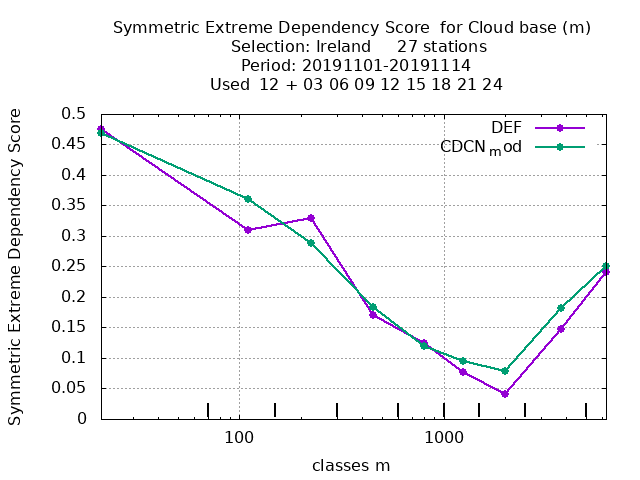 Symmetric Extreme Dependency Score  for Cloud base (m)
Selection: Ireland     27 stations
Period: 20191101-20191114
Used  12 + 03 06 09 12 15 18 21 24
Symmetric Extreme Dependency Score
0.5
0.45
0.4
0.35
0.3
0.25
0.2
0.15
0.1
0.05
0
DEF
CDCNmod
100
1000
classes m